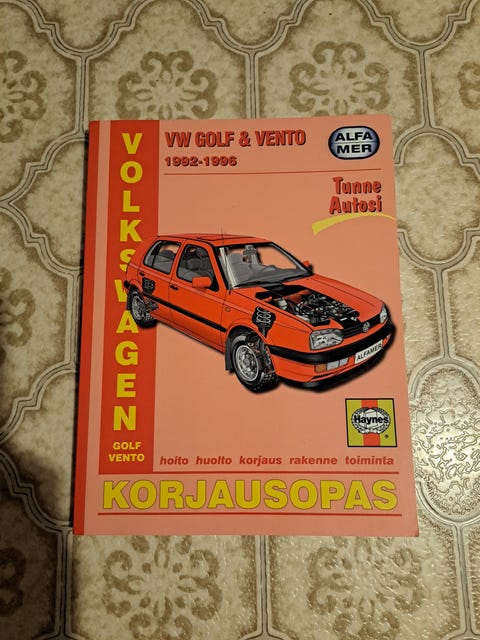 VW GOLF & VENTO
1992-1996
ALFA
MER
Tunne
Autosi
VOLKSWAGEN
GOLF
VENTO
ALFAMER
Haynes
®
hoito huolto korjaus rakenne toiminta
KORJAUSOPAS